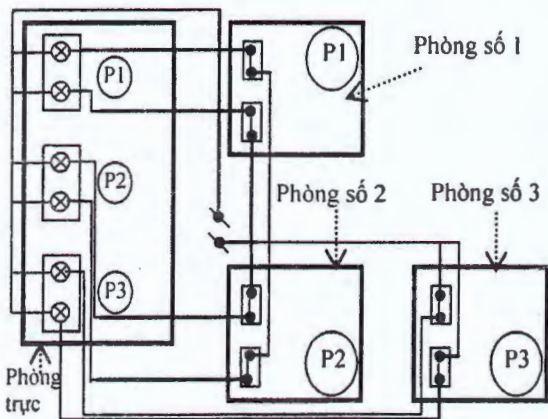 P1
P2
P3
P1
Phòng số 1
Phòng số 2
Phòng số 3
P2
P3
Phòng
trực